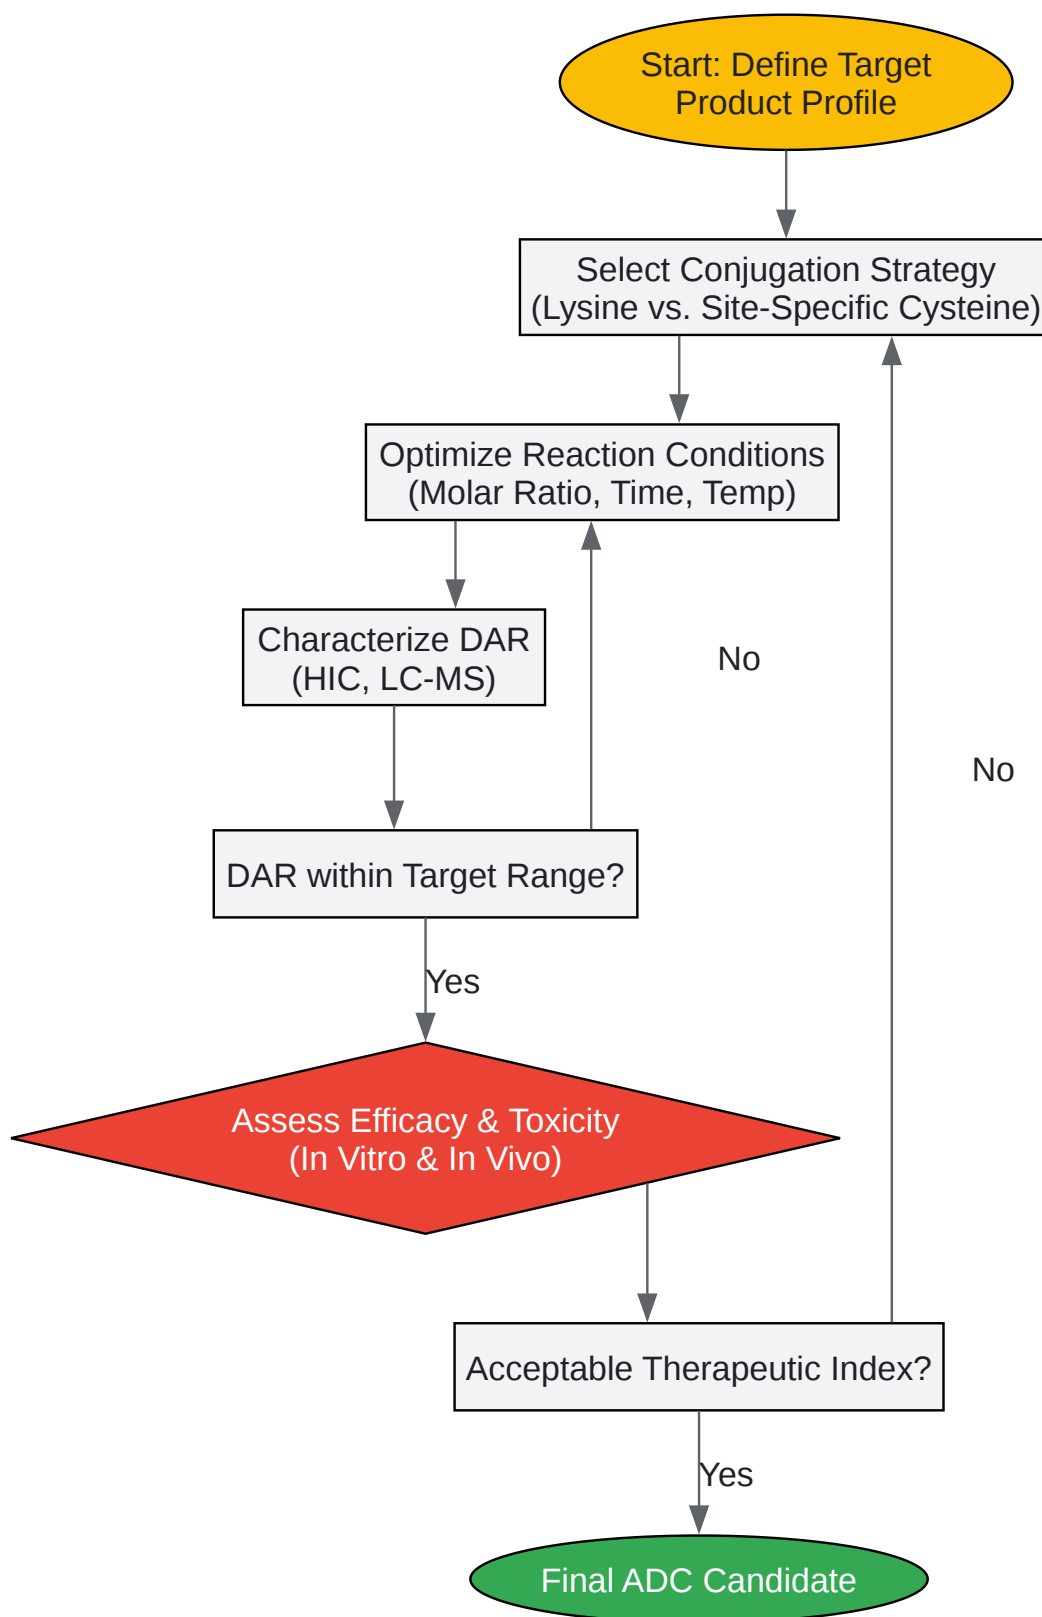 Start: Define Target
Product Profile
Select Conjugation Strategy
(Lysine vs. Site-Specific Cysteine)
Optimize Reaction Conditions
(Molar Ratio, Time, Temp)
Characterize DAR
(HIC, LC-MS)
No
No
DAR within Target Range?
Yes
Assess Efficacy & Toxicity
(In Vitro & In Vivo)
Acceptable Therapeutic Index?
Yes
Final ADC Candidate